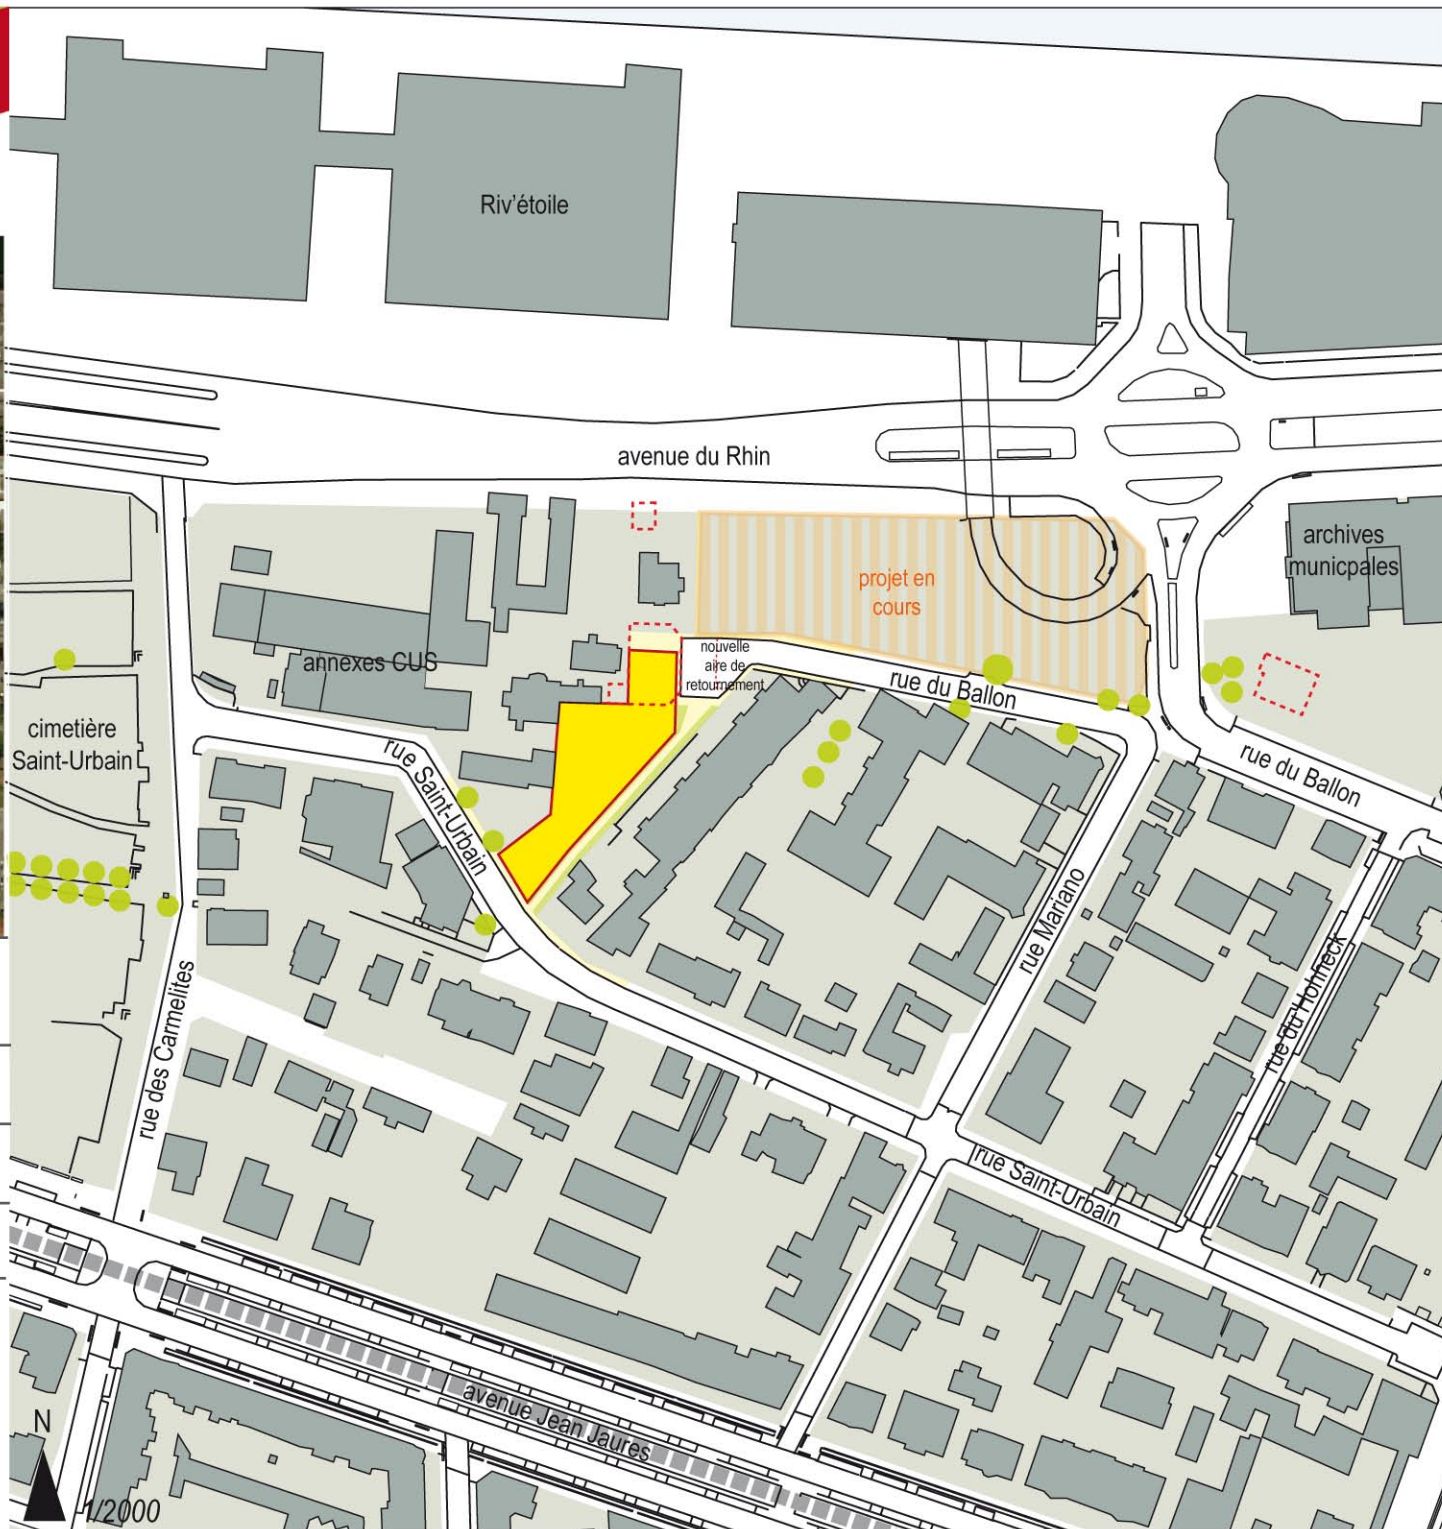 Riv'étoile
avenue du Rhin
archives
municpales
projet en
cours
nouvelle
aire de
retournement
annexes CUS
rue du Ballon
cimetière
Saint-Urbain
rue Saint-Urbain
rue du Ballon
rue Mariano
rue du Hohneck
rue des Carmelites
rue Saint-Urbain
avenue Jean Jaures
N
1/2000